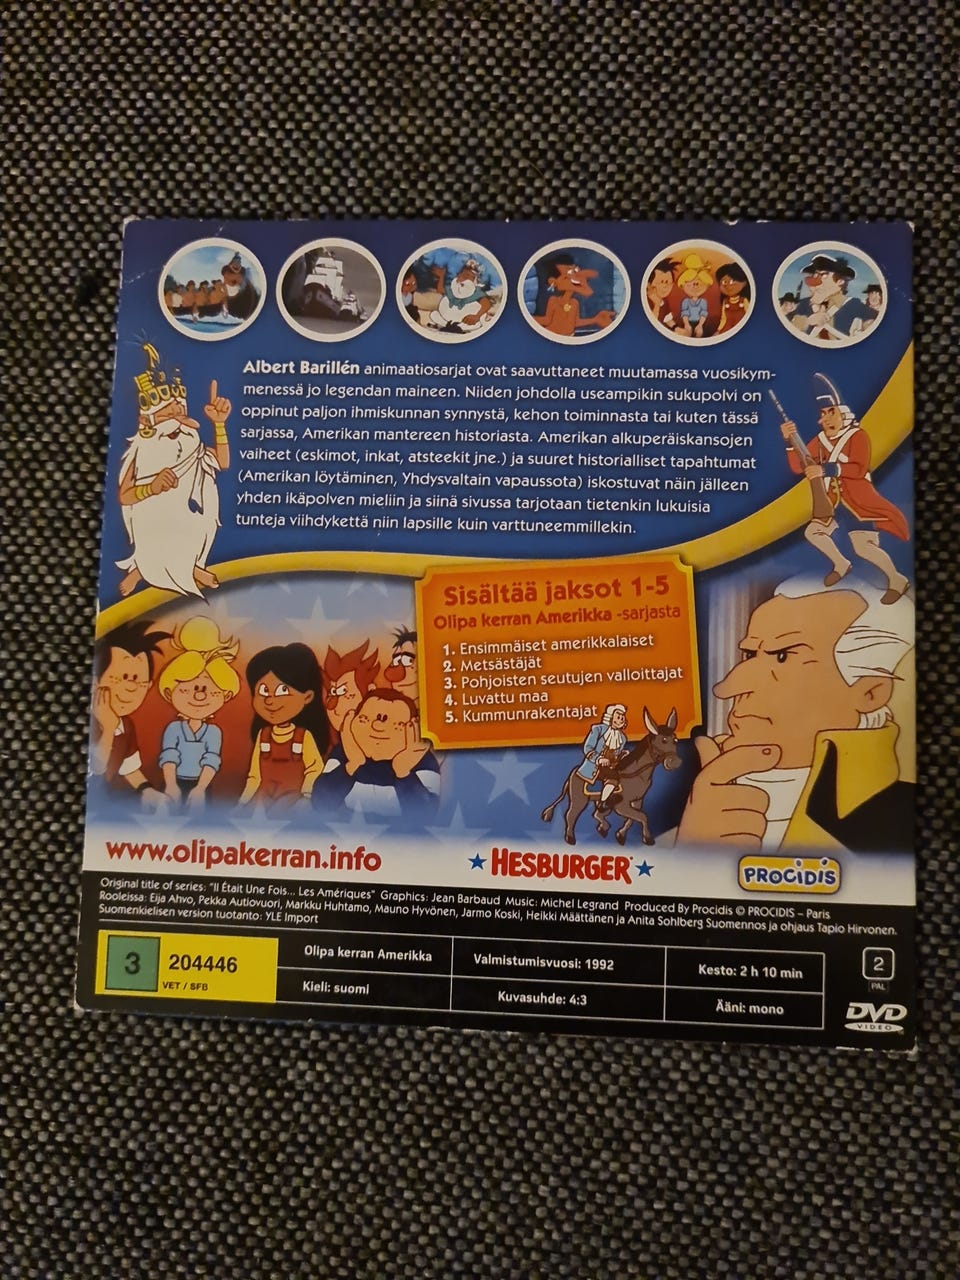 Albert Barillén animaatiosarjat ovat saavuttaneet muutamassa vuosikym-
menessä jo legendan maineen. Niiden johdolla useampikin sukupolvi on
oppinut paljon ihmiskunnan synnystä, kehon toiminnasta tai kuten tässä
sarjassa, Amerikan mantereen historiasta. Amerikan alkuperäiskansojen
vaiheet (eskimot, inkat, atsteekit jne.) ja suuret historialliset tapahtumat
(Amerikan löytäminen, Yhdysvaltain vapaussota) iskostuvat näin jälleen
yhden ikäpolven mieliin ja siinä sivussa tarjotaan tietenkin lukuisia
tunteja viihdykettä niin lapsille kuin varttuneemmillekin.
Sisältää jaksot 1-5
Olipa kerran Amerikka -sarjasta
1. Ensimmäiset amerikkalaiset
2. Metsästäjät
3. Pohjoisten seutujen valloittajat
4. Luvattu maa
5. Kummunrakentajat
www.olipakerran.info
HESBURGER
PROCIDIS
Original title of series: "Il Était Une Fois... Les Amériques" Graphics: Jean Barbaud Music: Michel Legrand Produced By Procidis © PROCIDIS – Paris
Rooleissa: Eija Ahvo, Pekka Autiovuori, Markku Huhtamo, Mauno Hyvönen, Jarmo Koski, Heikki Määttänen ja Anita Sohlberg Suomennos ja ohjaus Tapio Hirvonen.
Suomenkielisen version tuotanto: YLE Import
3
204446
VET / SFB
Olipa kerran Amerikka
Valmistumisvuosi: 1992
Kesto: 2 h 10 min
Kieli: suomi
Kuvasuhde: 4:3
Ääni: mono
2
PAL
DVD
VIDEO